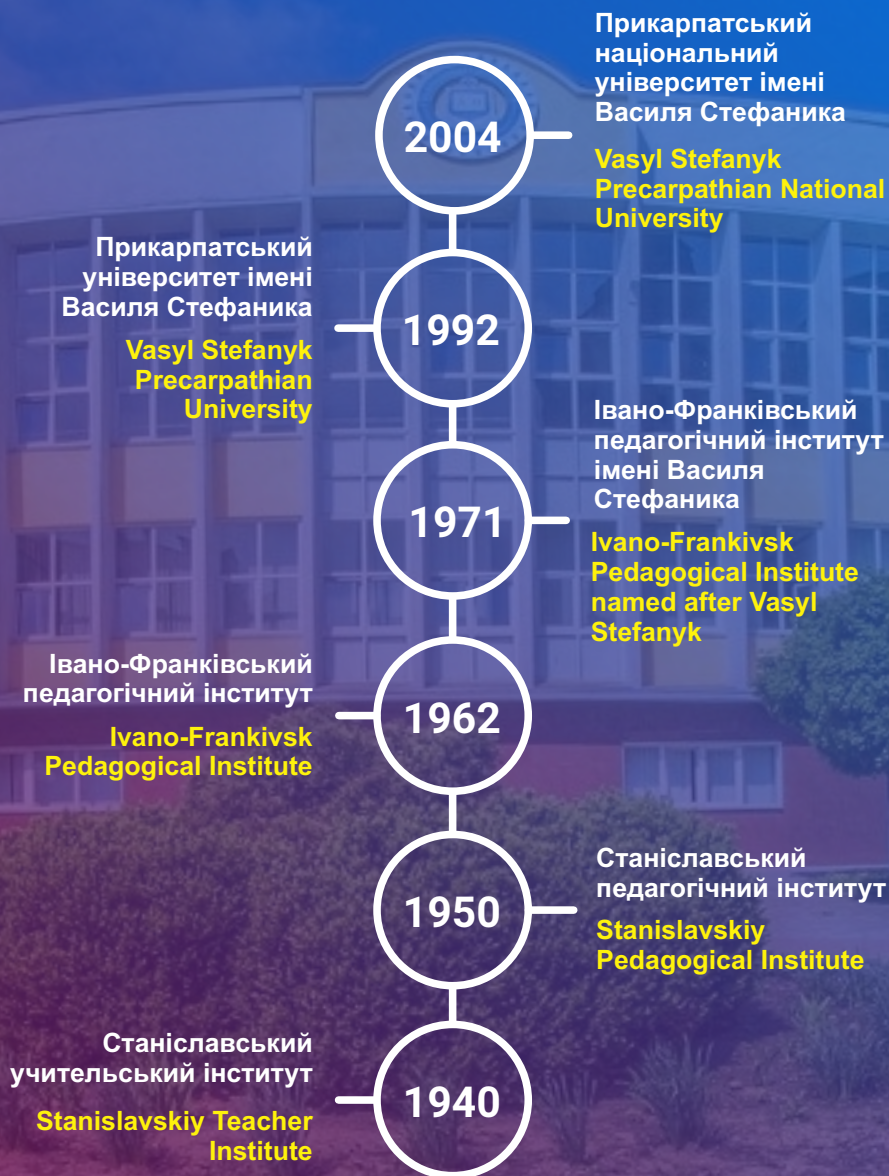 2004
Прикарпатський
національний
університет імені
Василя Стефаника
Vasyl Stefanyk
Precarpathian National
University
1992
Прикарпатський
університет імені
Василя Стефаника
Vasyl Stefanyk
Precarpathian
University
1971
Івано-Франківський
педагогічний інститут
імені Василя
Стефаника
Ivano-Frankivsk
Pedagogical Institute
named after Vasyl
Stefanyk
1962
Івано-Франківський
педагогічний інститут
Ivano-Frankivsk
Pedagogical Institute
1950
Станіславський
педагогічний інститут
Stanislavskiy
Pedagogical Institute
1940
Станіславський
учительський інститут
Stanislavskiy Teacher
Institute